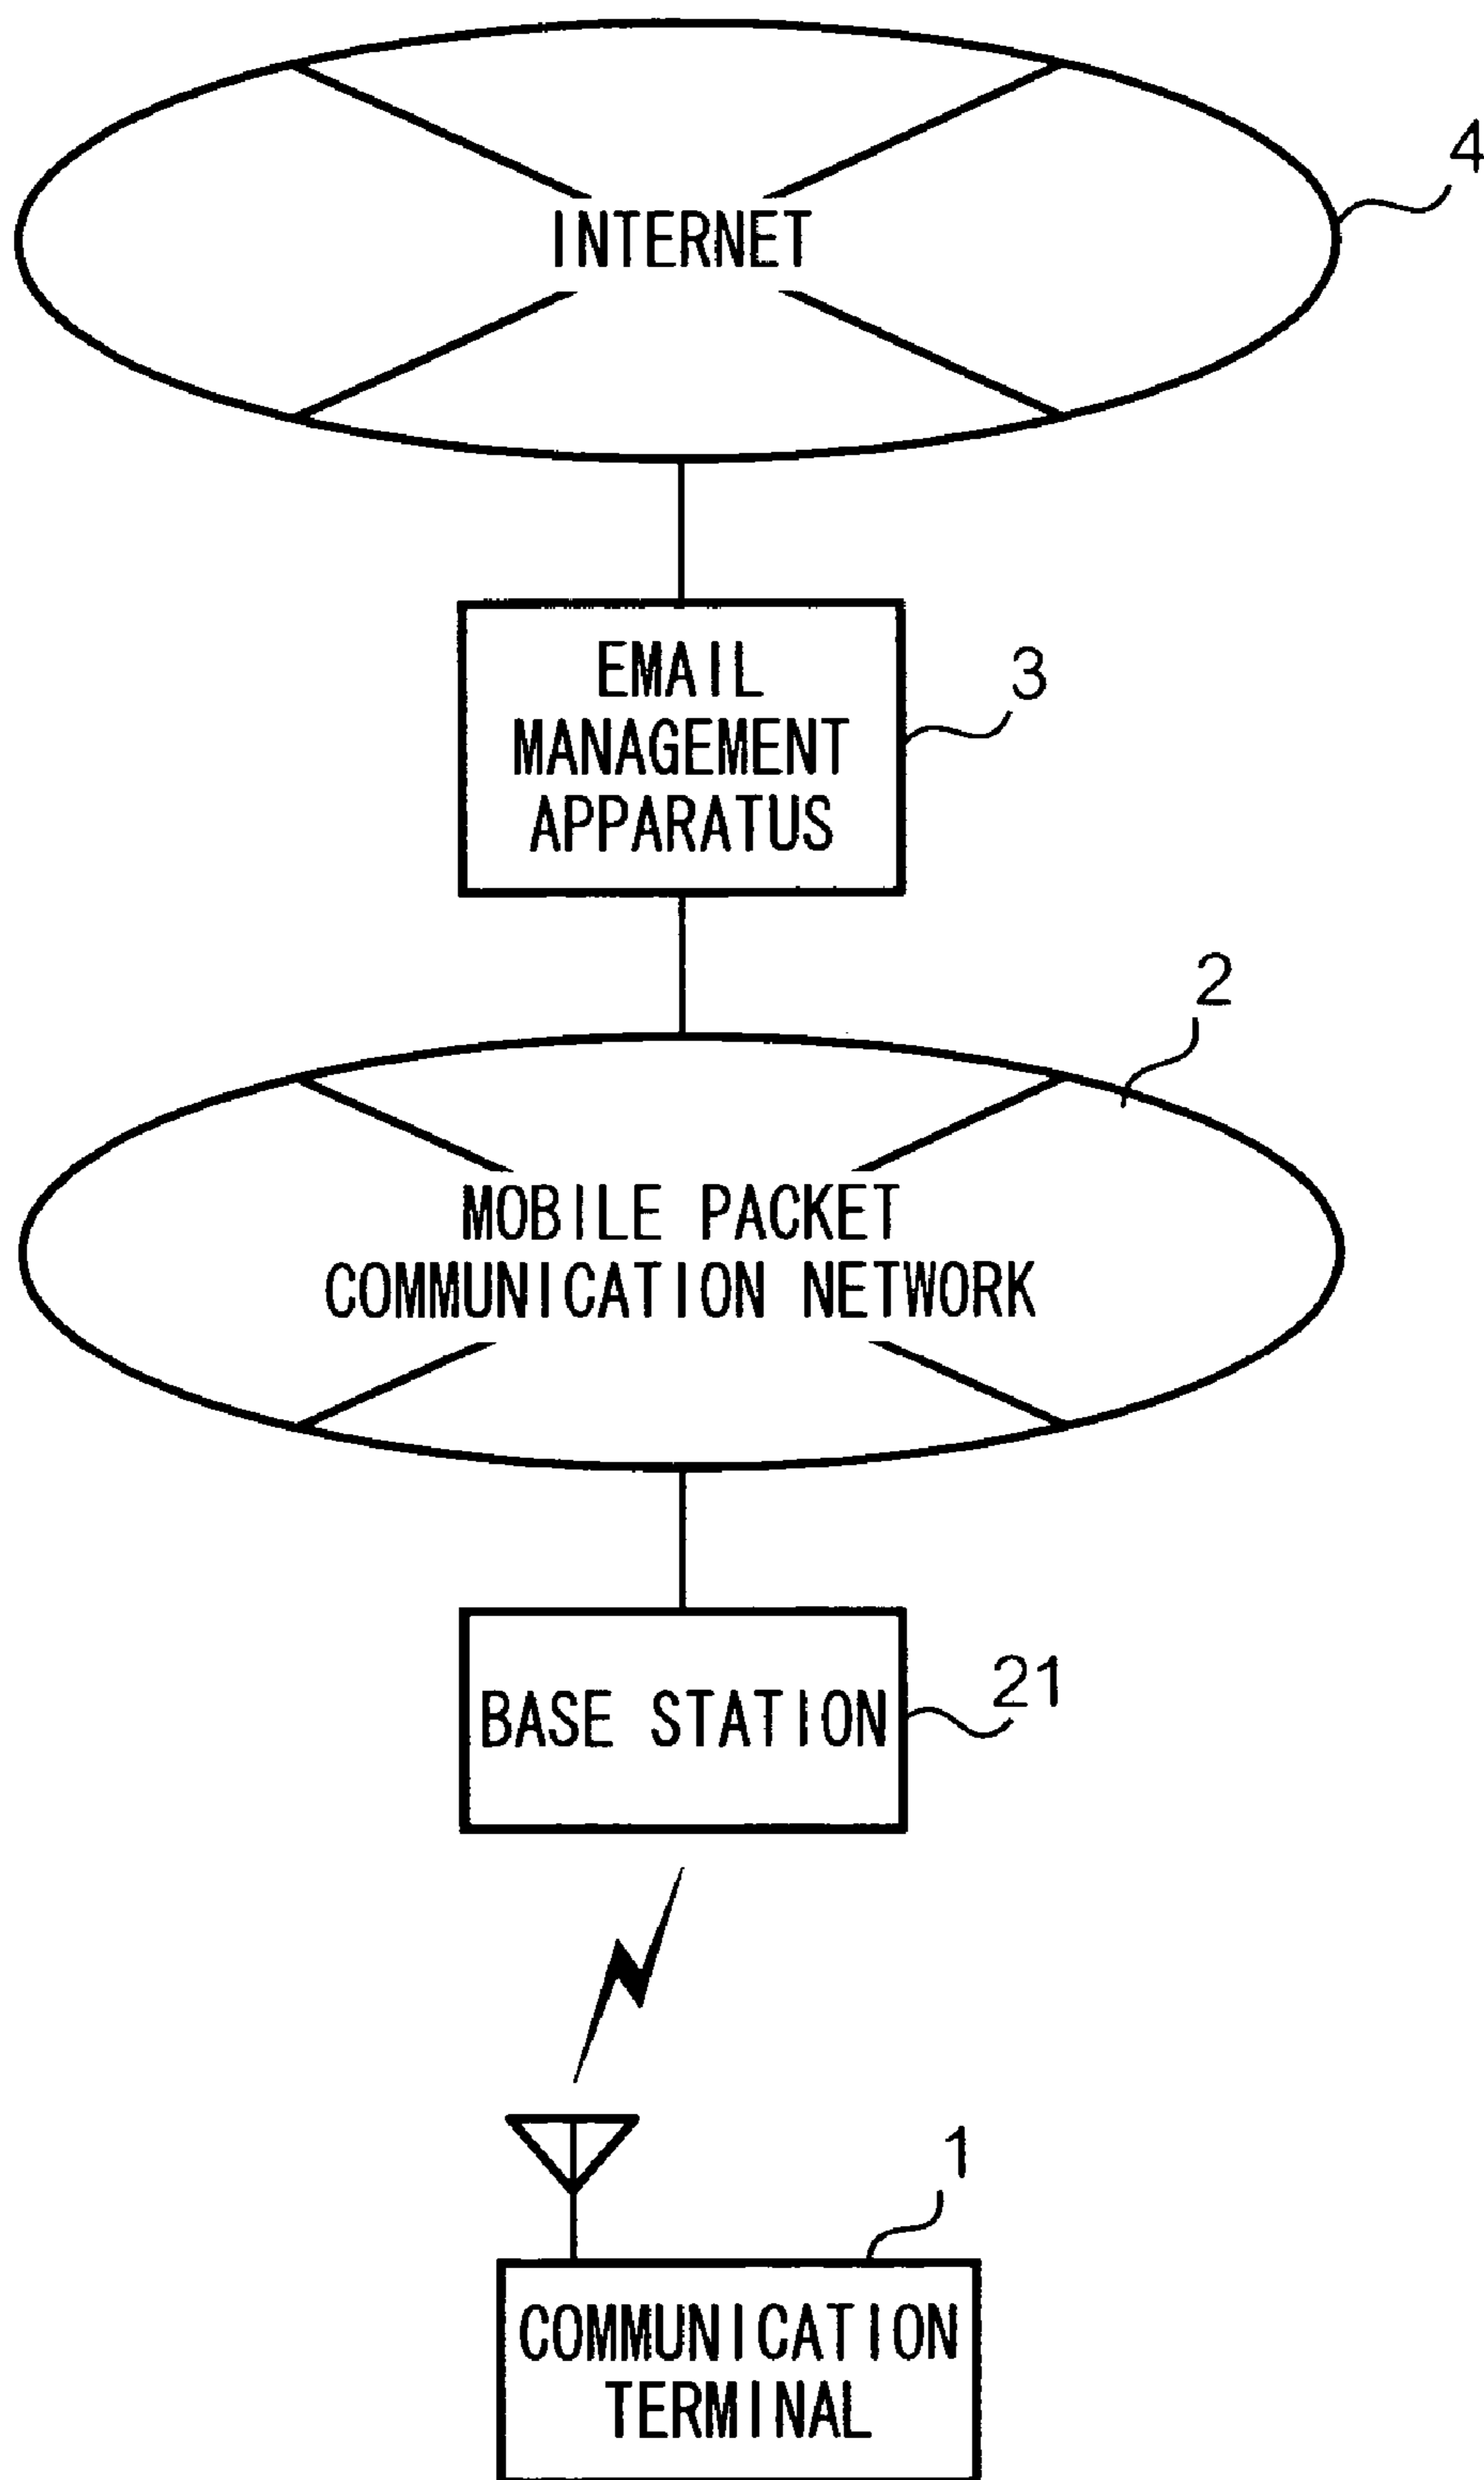 4
INTERNET
EMAIL
MANAGEMENT
APPARATUS
3
2
MOBILE PACKET
COMMUNICATION NETWORK
BASE STATION
21
1
COMMUNICATION
TERMINAL